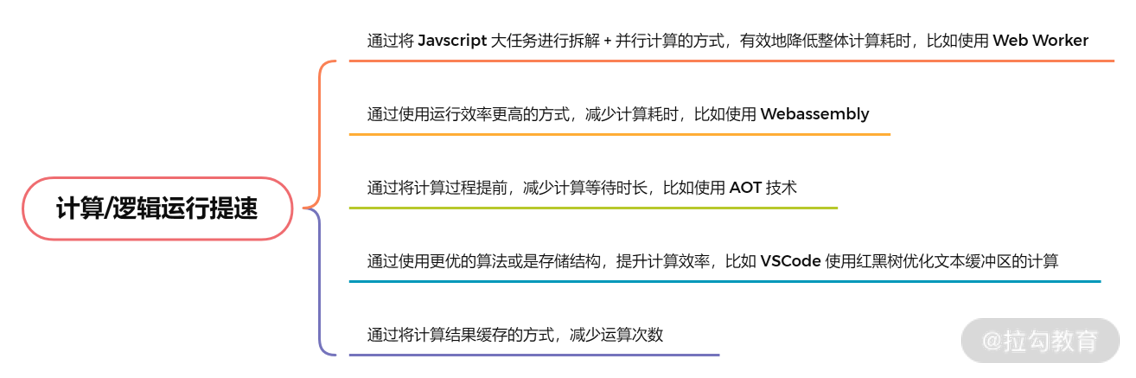 通过将 Javscript 大任务进行拆解 + 并行计算的方式，有效地降低整体计算耗时，比如使用 Web Worker
通过使用运行效率更高的方式，减少计算耗时，比如使用 Webassembly
通过将计算过程提前，减少计算等待时长，比如使用 AOT 技术
计算/逻辑运行提速
通过使用更优的算法或是存储结构，提升计算效率，比如 VSCode 使用红黑树优化文本缓冲区的计算
通过将计算结果缓存的方式，减少运算次数
@拉勾教育